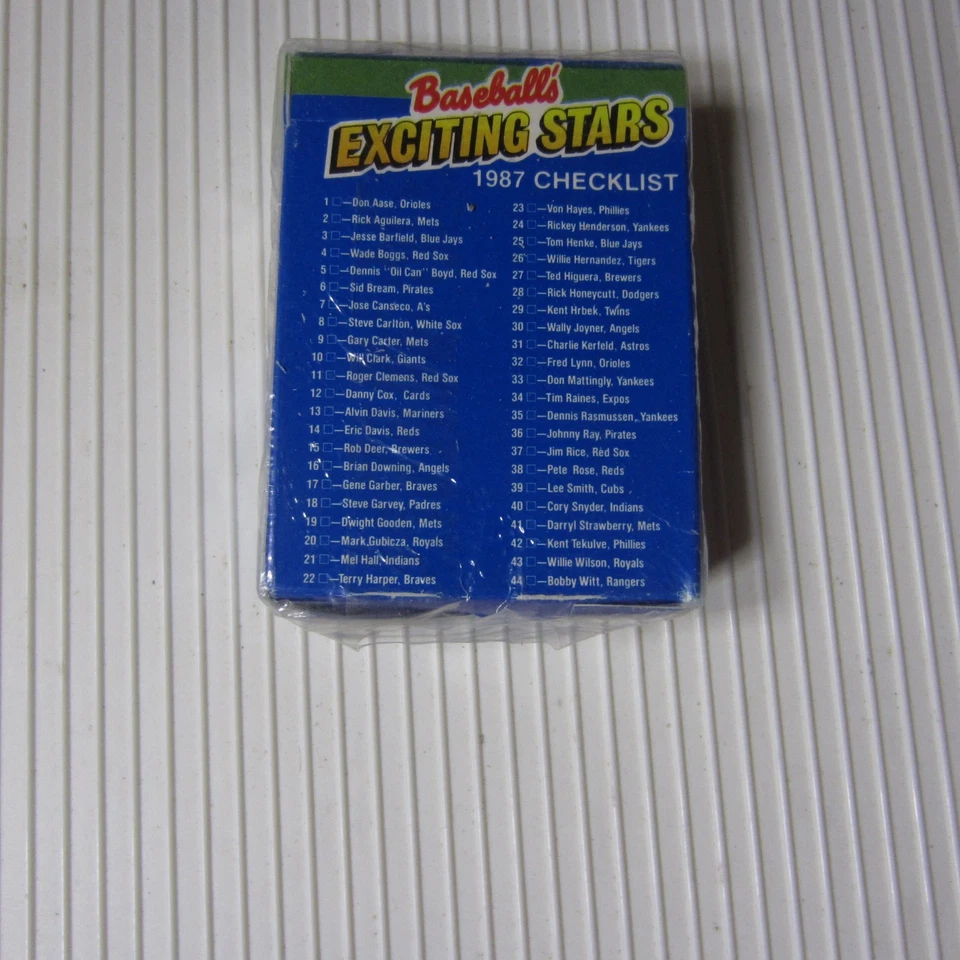 Baseball's
EXCITING STARS
1987 CHECKLIST
1 □—Don Aase, Orioles
2 □—Rick Aguilera, Mets
3 □—Jesse Barfield, Blue Jays
4 □—Wade Boggs, Red Sox
5 □—Dennis "Oil Can" Boyd, Red Sox
6 □—Sid Bream, Pirates
7 □—Jose Canseco, A's
8 □—Steve Carlton, White Sox
9 □—Gary Carter, Mets
10 □—Will Clark, Giants
11 □—Roger Clemens, Red Sox
12 □—Danny Cox, Cards
13 □—Alvin Davis, Mariners
14 □—Eric Davis, Reds
15 □—Rob Deer, Brewers
16 □—Brian Downing, Angels
17 □—Gene Garber, Braves
18 □—Steve Garvey, Padres
19 □—Dwight Gooden, Mets
20 □—Mark Gubicza, Royals
21 □—Mel Hall, Indians
22 □—Terry Harper, Braves
23 □—Von Hayes, Phillies
24 □—Rickey Henderson, Yankees
25 □—Tom Henke, Blue Jays
26 □—Willie Hernandez, Tigers
27 □—Ted Higuera, Brewers
28 □—Rick Honeycutt, Dodgers
29 □—Kent Hrbek, Twins
30 □—Wally Joyner, Angels
31 □—Charlie Kerfeld, Astros
32 □—Fred Lynn, Orioles
33 □—Don Mattingly, Yankees
34 □—Tim Raines, Expos
35 □—Dennis Rasmussen, Yankees
36 □—Johnny Ray, Pirates
37 □—Jim Rice, Red Sox
38 □—Pete Rose, Reds
39 □—Lee Smith, Cubs
40 □—Cory Snyder, Indians
41 □—Darryl Strawberry, Mets
42 □—Kent Tekulve, Phillies
43 □—Willie Wilson, Royals
44 □—Bobby Witt, Rangers